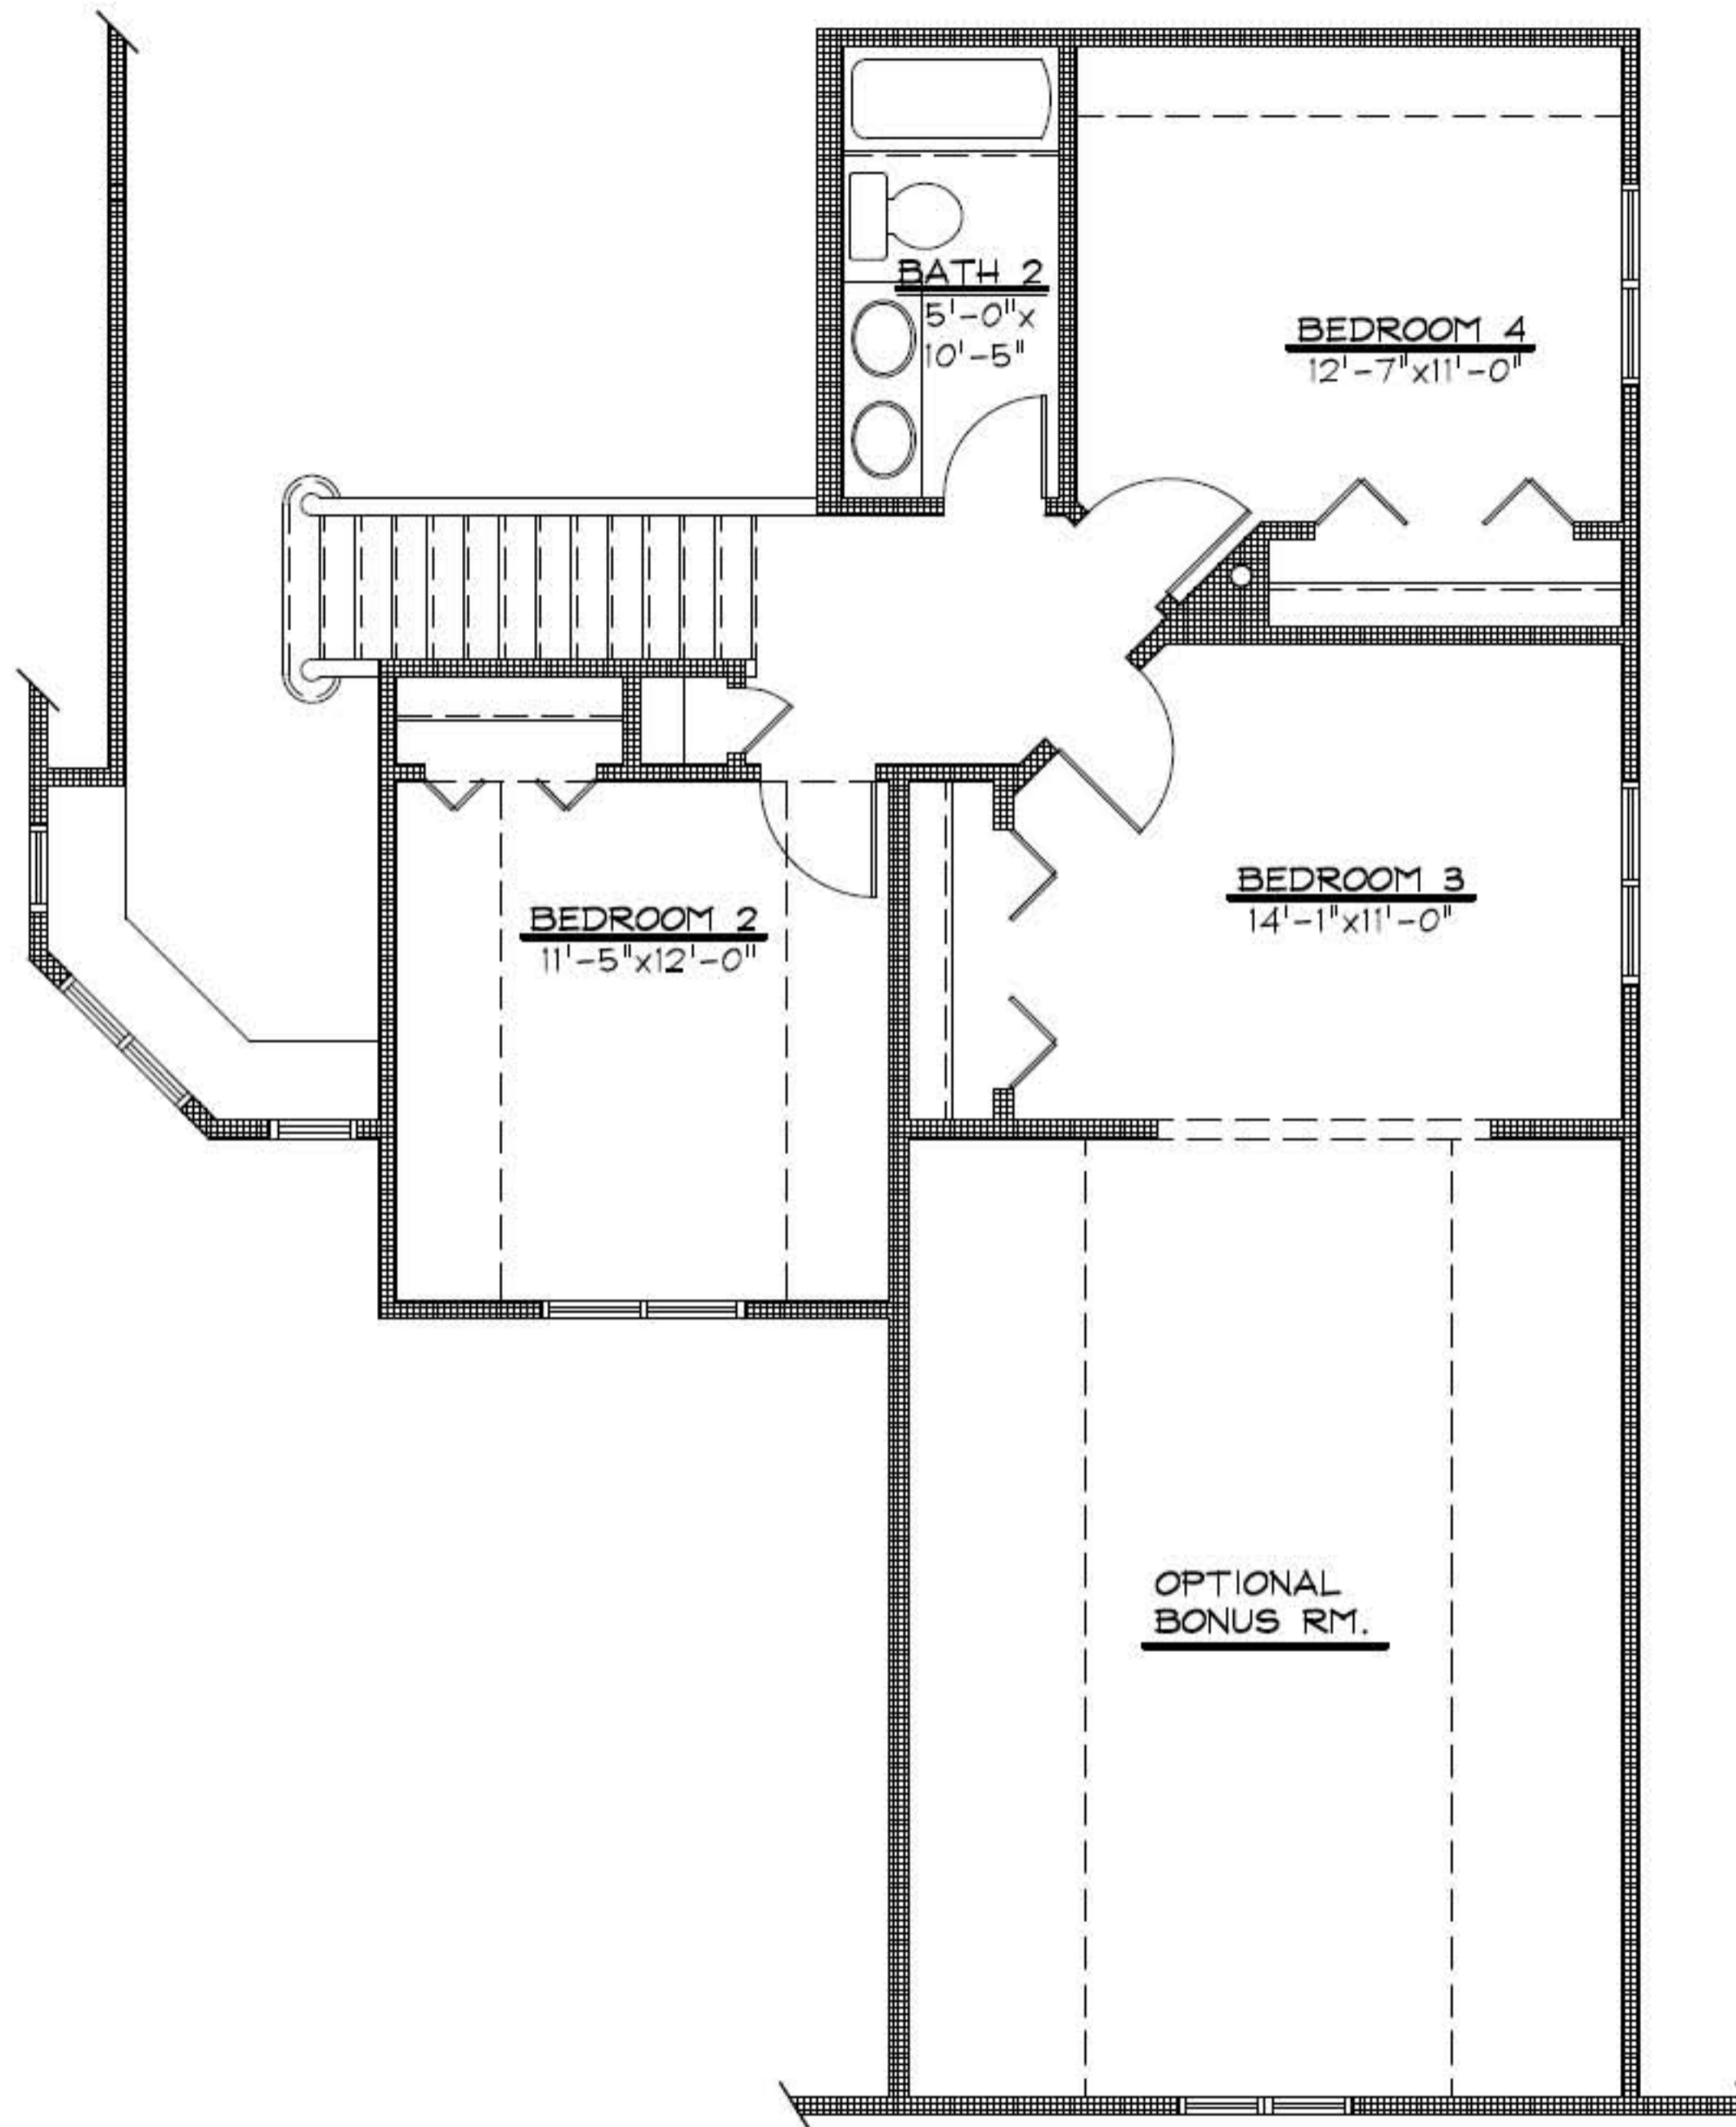 BATH 2
5'-0"x
10'-5"
BEDROOM 4
12'-7"x11'-0"
BEDROOM 3
14'-1"x11'-0"
BEDROOM 2
11'-5"x12'-0"
OPTIONAL
BONUS RM.